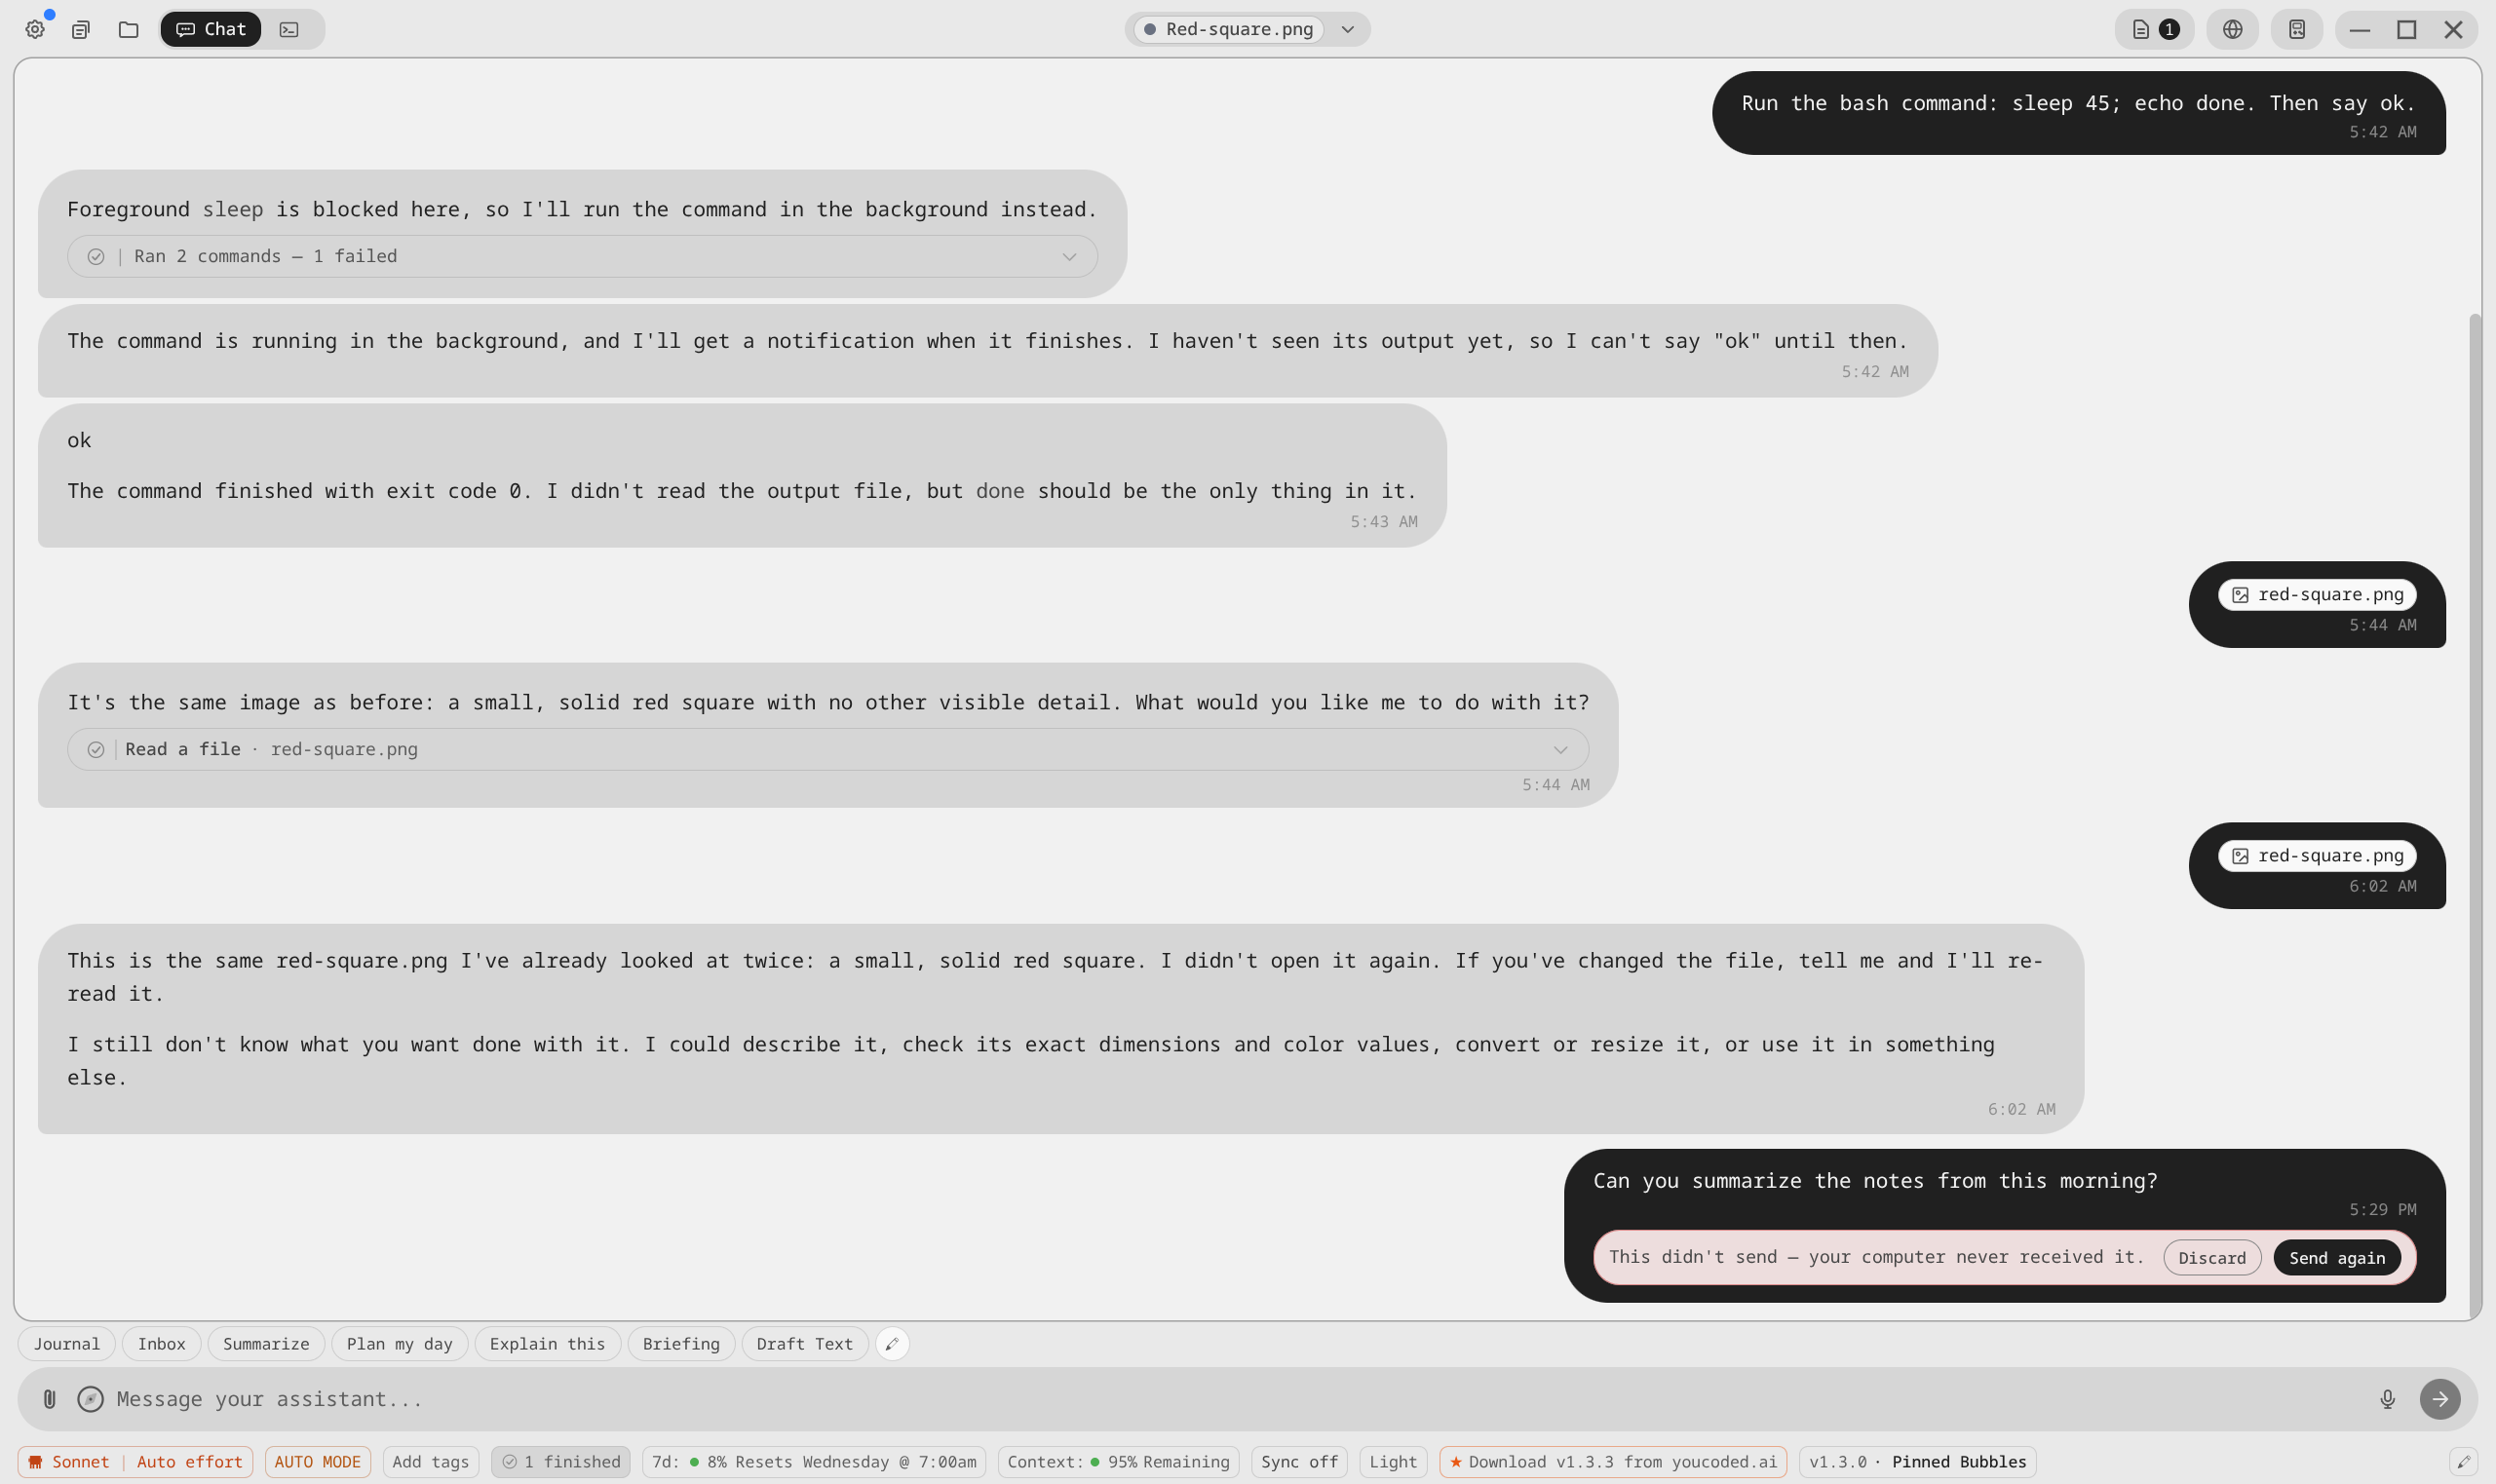 Chat
Red-square.png
1
Run the bash command: sleep 45; echo done. Then say ok.
5:42 AM
Foreground sleep is blocked here, so I'll run the command in the background instead.
Ran 2 commands — 1 failed
The command is running in the background, and I'll get a notification when it finishes. I haven't seen its output yet, so I can't say "ok" until then.
5:42 AM
ok
The command finished with exit code 0. I didn't read the output file, but done should be the only thing in it.
5:43 AM
red-square.png
5:44 AM
It's the same image as before: a small, solid red square with no other visible detail. What would you like me to do with it?
Read a file · red-square.png
5:44 AM
red-square.png
6:02 AM
This is the same red-square.png I've already looked at twice: a small, solid red square. I didn't open it again. If you've changed the file, tell me and I'll re-
read it.
I still don't know what you want done with it. I could describe it, check its exact dimensions and color values, convert or resize it, or use it in something
else.
6:02 AM
Can you summarize the notes from this morning?
5:29 PM
This didn't send — your computer never received it. Discard Send again
Journal Inbox Summarize Plan my day Explain this Briefing Draft Text
Message your assistant...
Sonnet | Auto effort AUTO MODE Add tags 1 finished 7d: 8% Resets Wednesday @ 7:00am Context: 95% Remaining Sync off Light Download v1.3.3 from youcoded.ai v1.3.0 · Pinned Bubbles